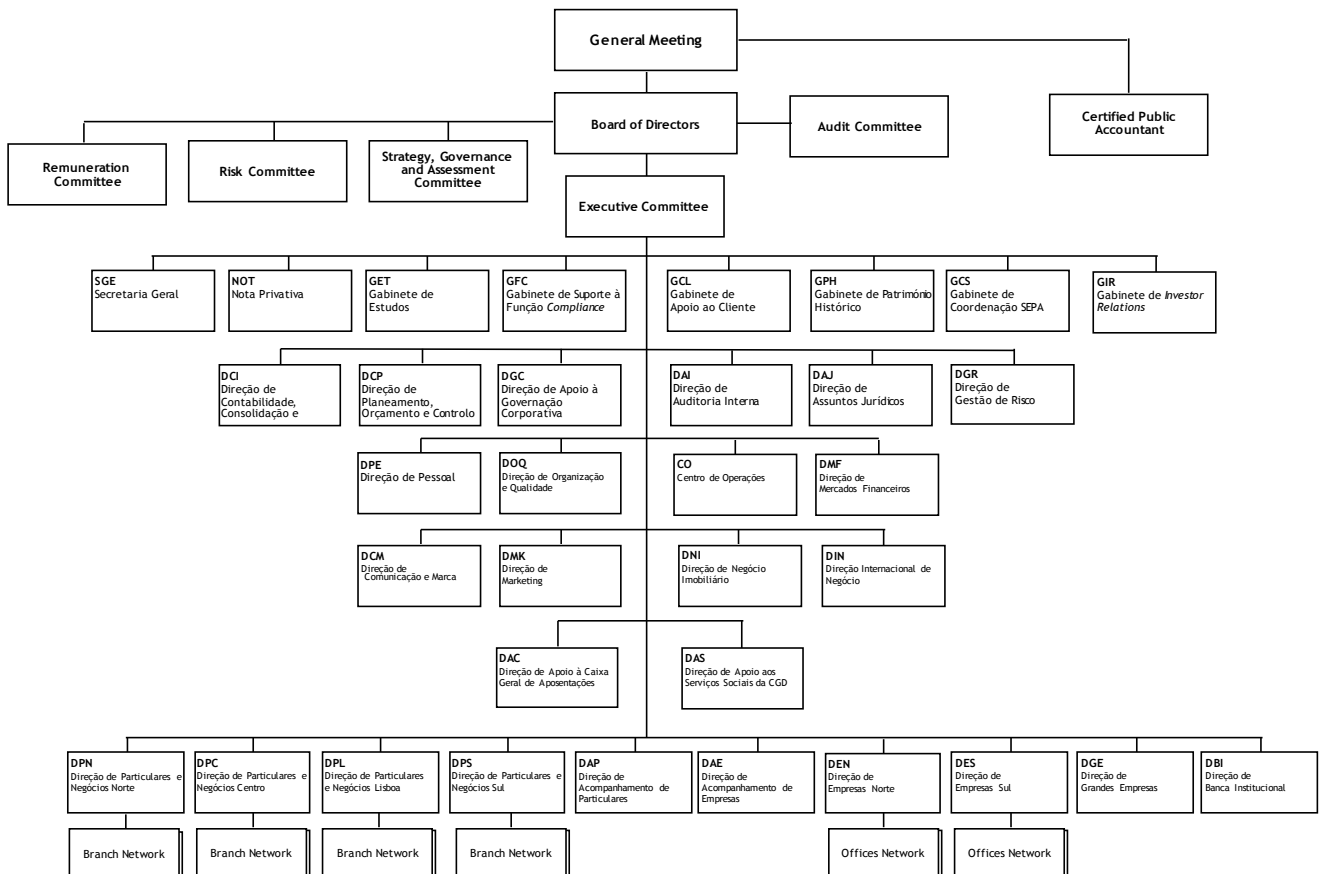 General Meeting
Board of Directors
Audit Committee
Certified Public
Accountant
Remuneration
Committee
Risk Committee
Strategy, Governance
and Assessment
Committee
Executive Committee
SGE
Secretaria Geral
NOT
Nota Privativa
GET
Gabinete de
Estudos
GFC
Gabinete de Suporte à
Função Compliance
GCL
Gabinete de
Apoio ao Cliente
GPH
Gabinete de Património
Histórico
GCS
Gabinete de
Coordenação SEPA
GIR
Gabinete de Investor
Relations
DCI
Direção de
Contabilidade,
Consolidação e
DCP
Direção de
Planeamento,
Orçamento e Controlo
DGC
Direção de Apoio à
Governação
Corporativa
DAI
Direção de
Auditoria Interna
DAJ
Direção de
Assuntos Jurídicos
DGR
Direção de
Gestão de Risco
DPE
Direção de Pessoal
DOQ
Direção de Organização
e Qualidade
CO
Centro de Operações
DMF
Direção de
Mercados Financeiros
DCM
Direção de
Comunicação e Marca
DMK
Direção de
Marketing
DNI
Direção de Negócio
Imobiliário
DIN
Direção Internacional de
Negócio
DAC
Direção de Apoio à Caixa
Geral de Aposentações
DAS
Direção de Apoio aos
Serviços Sociais da CGD
DPN
Direção de Particulares e
Negócios Norte
DPC
Direção de Particulares e
Negócios Centro
DPL
Direção de Particulares
e Negócios Lisboa
DPS
Direção de Particulares e
Negócios Sul
DAP
Direção de
Acompanhamento de
Particulares
DAE
Direção de
Acompanhamento de
Empresas
DEN
Direção de
Empresas Norte
DES
Direção de
Empresas Sul
DGE
Direção de
Grandes Empresas
DBI
Direção de
Banca Institucional
Branch Network
Branch Network
Branch Network
Branch Network
Offices Network
Offices Network